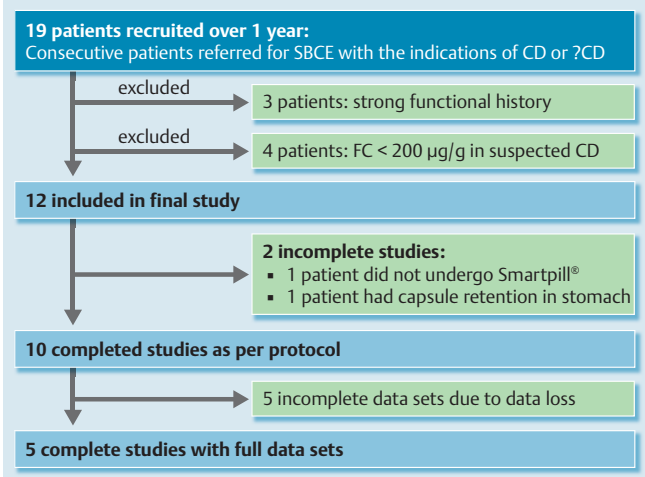 19 patients recruited over 1 year:
Consecutive patients referred for SBCE with the indications of CD or ?CD
excluded
3 patients: strong functional history
excluded
4 patients: FC < 200 µg/g in suspected CD
12 included in final study
2 incomplete studies:
▪ 1 patient did not undergo Smartpill®
▪ 1 patient had capsule retention in stomach
10 completed studies as per protocol
5 incomplete data sets due to data loss
5 complete studies with full data sets